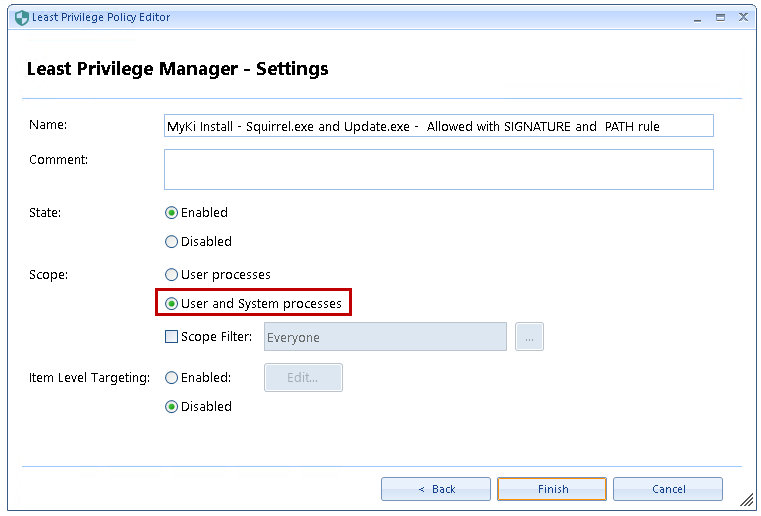 Least Privilege Policy Editor
Least Privilege Manager - Settings
Name: MyKi Install - Squirrel.exe and Update.exe - Allowed with SIGNATURE and PATH rule
Comment:
State: Enabled
Disabled
Scope: User processes
User and System processes
Scope Filter: Everyone ...
Item Level Targeting: Enabled: Edit...
Disabled
< Back Finish Cancel